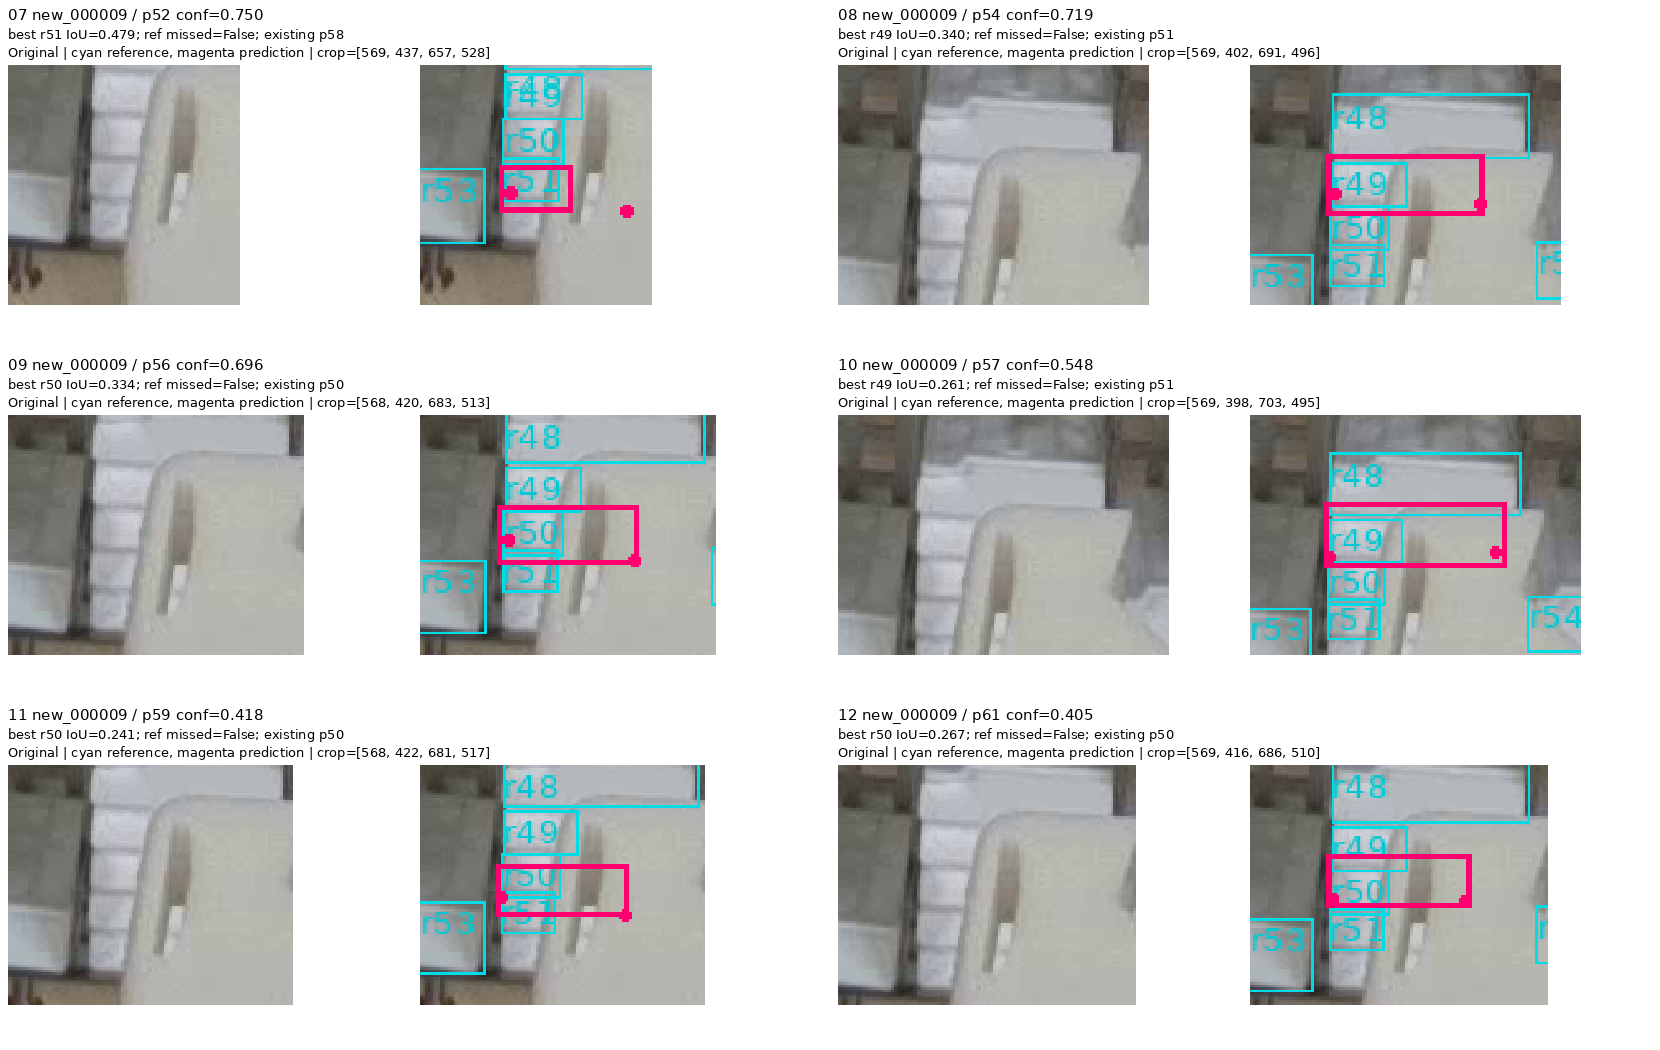 07 new_000009 / p52 conf=0.750
best r51 IoU=0.479; ref missed=False; existing p58
Original | cyan reference, magenta prediction | crop=[569, 437, 657, 528]
r48
r49
r50
r51
r53
08 new_000009 / p54 conf=0.719
best r49 IoU=0.340; ref missed=False; existing p51
Original | cyan reference, magenta prediction | crop=[569, 402, 691, 496]
r48
r49
r50
r51
r53
r5
09 new_000009 / p56 conf=0.696
best r50 IoU=0.334; ref missed=False; existing p50
Original | cyan reference, magenta prediction | crop=[568, 420, 683, 513]
r48
r49
r50
r51
r53
10 new_000009 / p57 conf=0.548
best r49 IoU=0.261; ref missed=False; existing p51
Original | cyan reference, magenta prediction | crop=[569, 398, 703, 495]
r48
r49
r50
r51
r53
r54
11 new_000009 / p59 conf=0.418
best r50 IoU=0.241; ref missed=False; existing p50
Original | cyan reference, magenta prediction | crop=[568, 422, 681, 517]
r48
r49
r50
r51
r53
12 new_000009 / p61 conf=0.405
best r50 IoU=0.267; ref missed=False; existing p50
Original | cyan reference, magenta prediction | crop=[569, 416, 686, 510]
r48
r49
r50
r51
r53
r